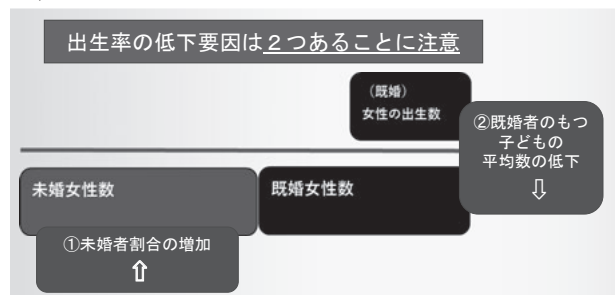 出生率の低下要因は２つあることに注意
（既婚）
女性の出生数
②既婚者のもつ
子どもの
平均数の低下
⇩
未婚女性数
既婚女性数
①未婚者割合の増加
⇧